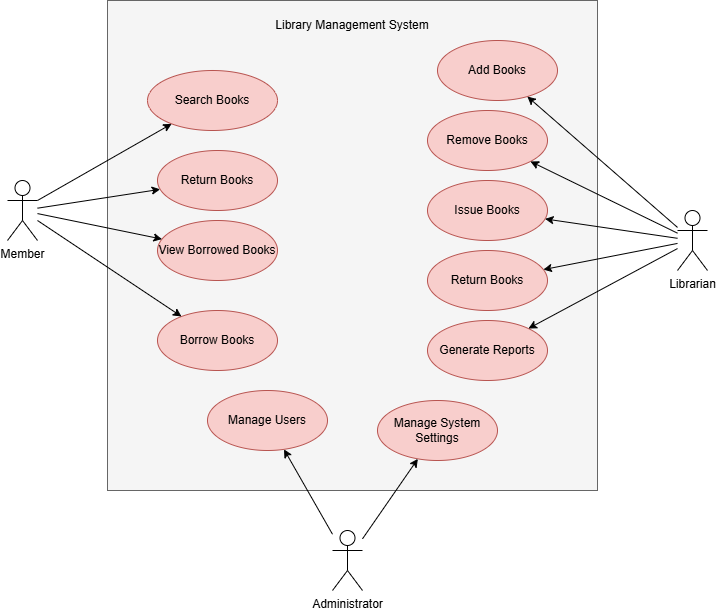 Library Management System
Add Books
Search Books
Remove Books
Return Books
Issue Books
View Borrowed Books
Member
Return Books
Librarian
Borrow Books
Generate Reports
Manage Users
Manage System
Settings
Administrator